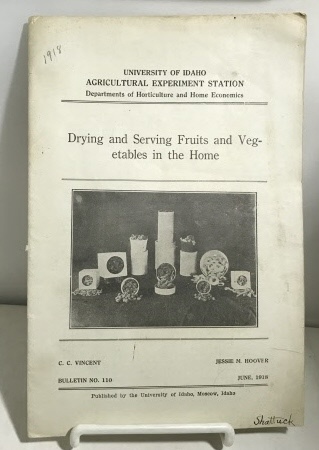 1918
UNIVERSITY OF IDAHO
AGRICULTURAL EXPERIMENT STATION
Departments of Horticulture and Home Economics
Drying and Serving Fruits and Veg-
etables in the Home
C. C. VINCENT JESSIE M. HOOVER
BULLETIN NO. 110 JUNE, 1918
Published by the University of Idaho, Moscow, Idaho
Shattuck